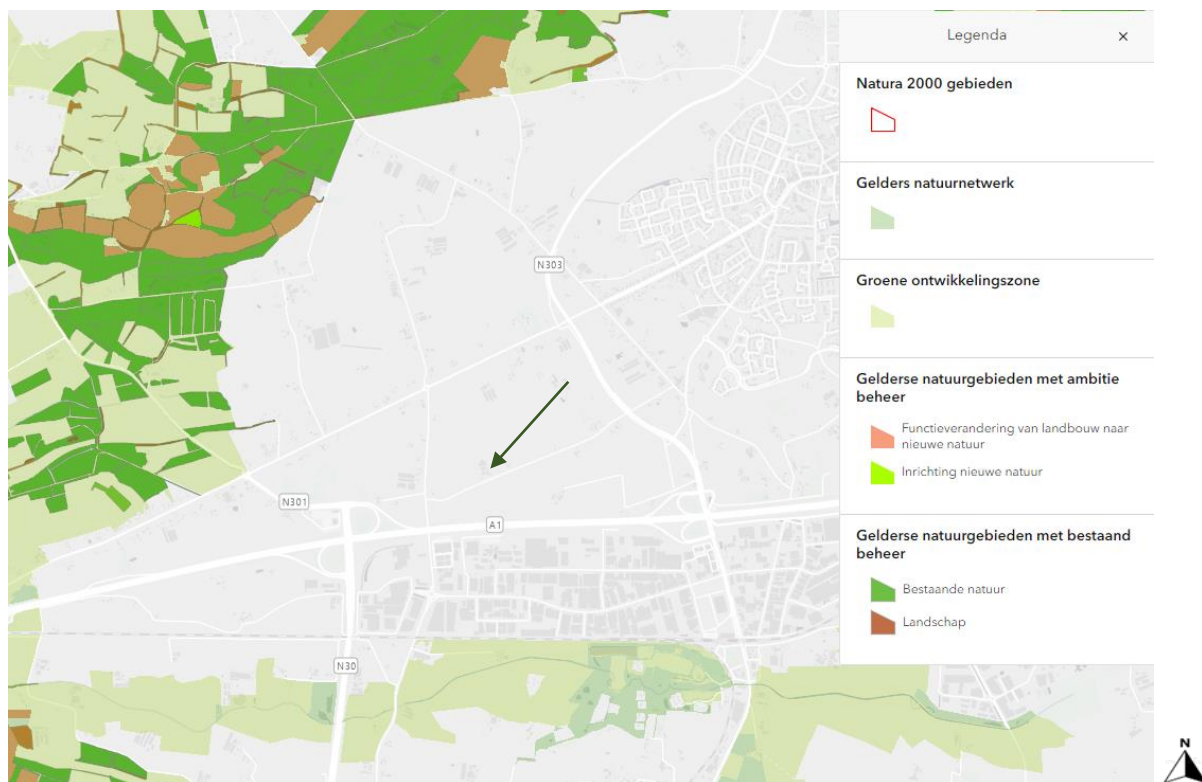 N303
N301
A1
N30
Legenda
×
Natura 2000 gebieden
Gelders natuurnetwerk
Groene ontwikkelingszone
Gelderse natuurgebieden met ambitie
beheer
Functieverandering van landbouw naar
nieuwe natuur
Inrichting nieuwe natuur
Gelderse natuurgebieden met bestaand
beheer
Bestaande natuur
Landschap
N